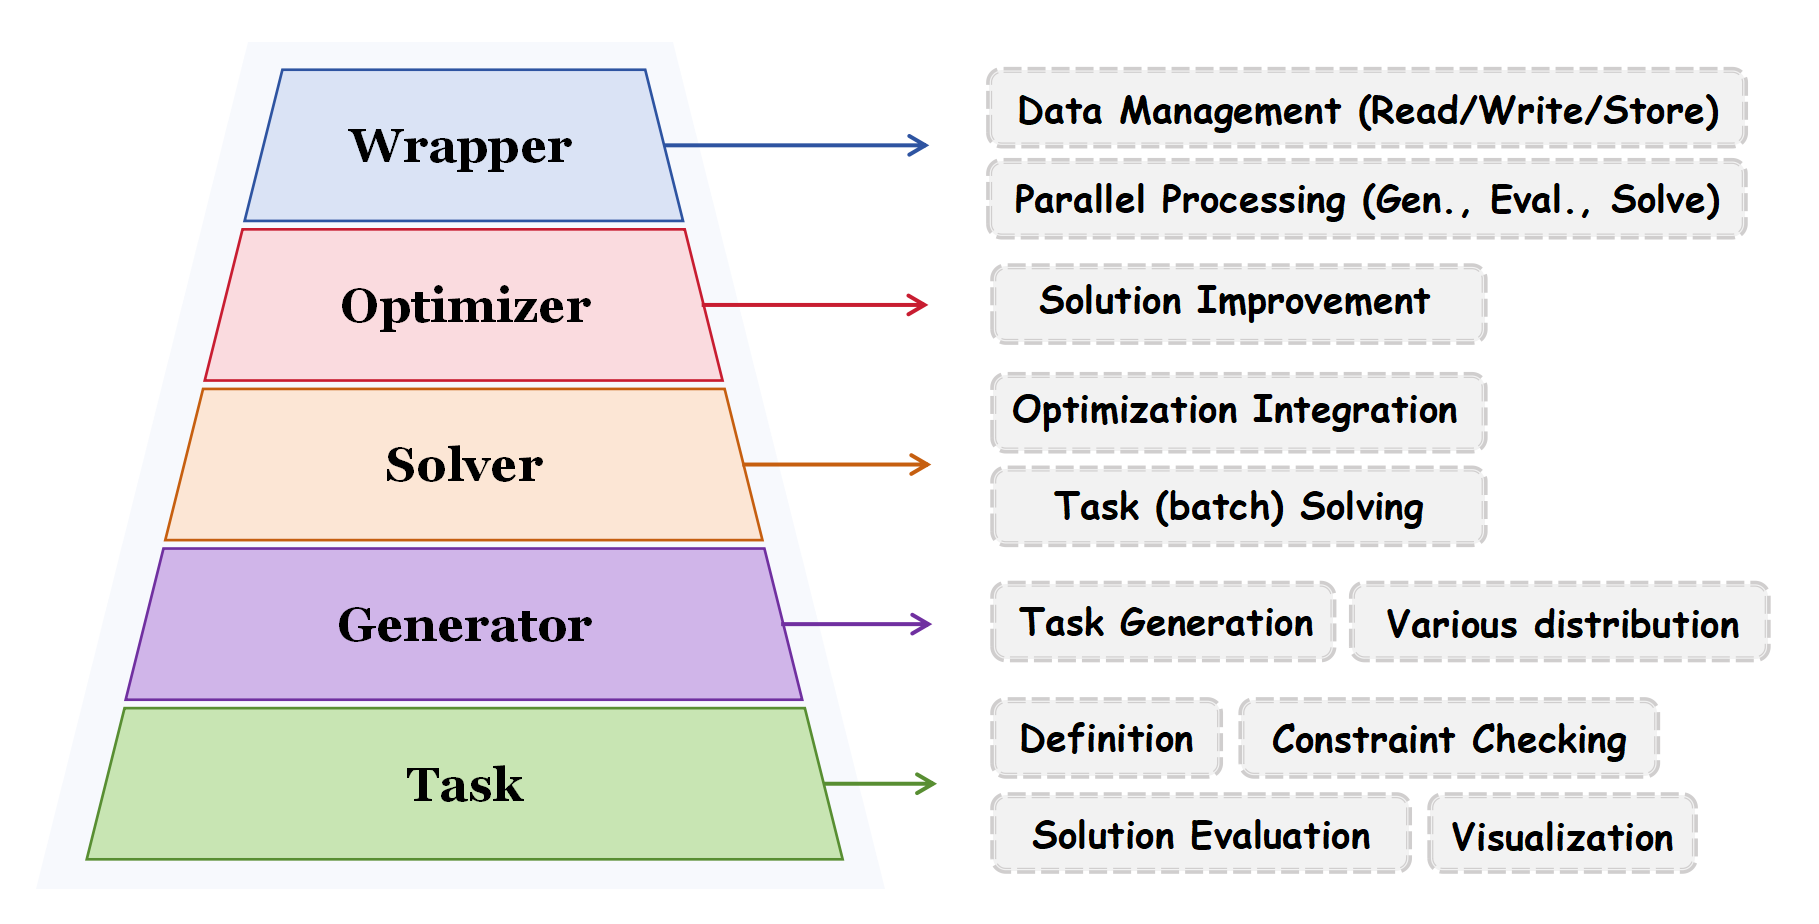 Wrapper
Data Management (Read/Write/Store)
Parallel Processing (Gen., Eval., Solve)
Optimizer
Solution Improvement
Solver
Optimization Integration
Task (batch) Solving
Generator
Task Generation
Various distribution
Task
Definition
Constraint Checking
Solution Evaluation
Visualization